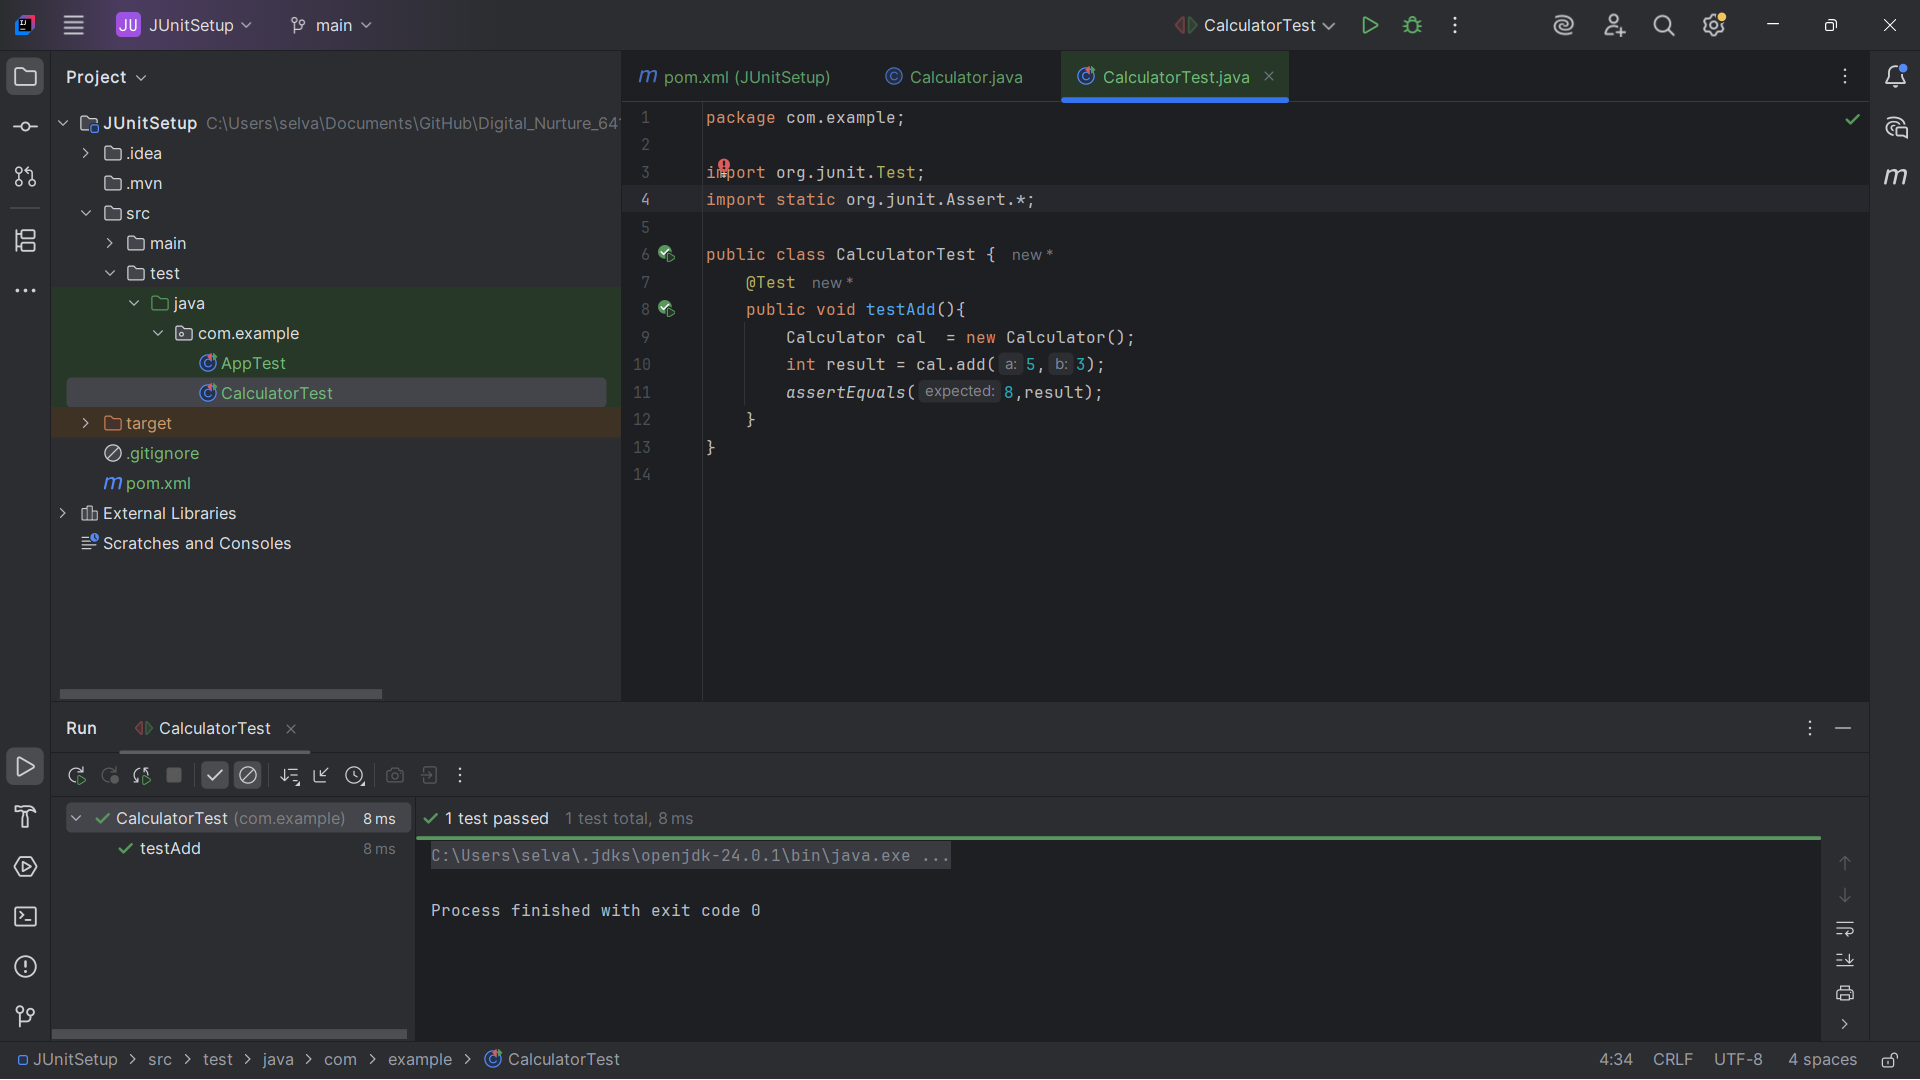 JU JUnitSetup main CalculatorTest
Project
JUnitSetup C:\Users\selva\Documents\GitHub\Digital_Nurture_64
.idea
.mvn
src
main
test
java
com.example
AppTest
CalculatorTest
target
.gitignore
m pom.xml
External Libraries
Scratches and Consoles
m pom.xml (JUnitSetup) Calculator.java CalculatorTest.java
1 package com.example;
2
3 import org.junit.Test;
4 import static org.junit.Assert.*;
5
6 public class CalculatorTest { new *
7 @Test new *
8 public void testAdd(){
9 Calculator cal  = new Calculator();
10 int result = cal.add( a: 5, b: 3);
11 assertEquals( expected: 8,result);
12 }
13 }
14
m
Run CalculatorTest
CalculatorTest (com.example) 8 ms
testAdd 8 ms
1 test passed 1 test total, 8 ms
C:\Users\selva\.jdks\openjdk-24.0.1\bin\java.exe ...
Process finished with exit code 0
JUnitSetup > src > test > java > com > example > CalculatorTest
4:34 CRLF UTF-8 4 spaces